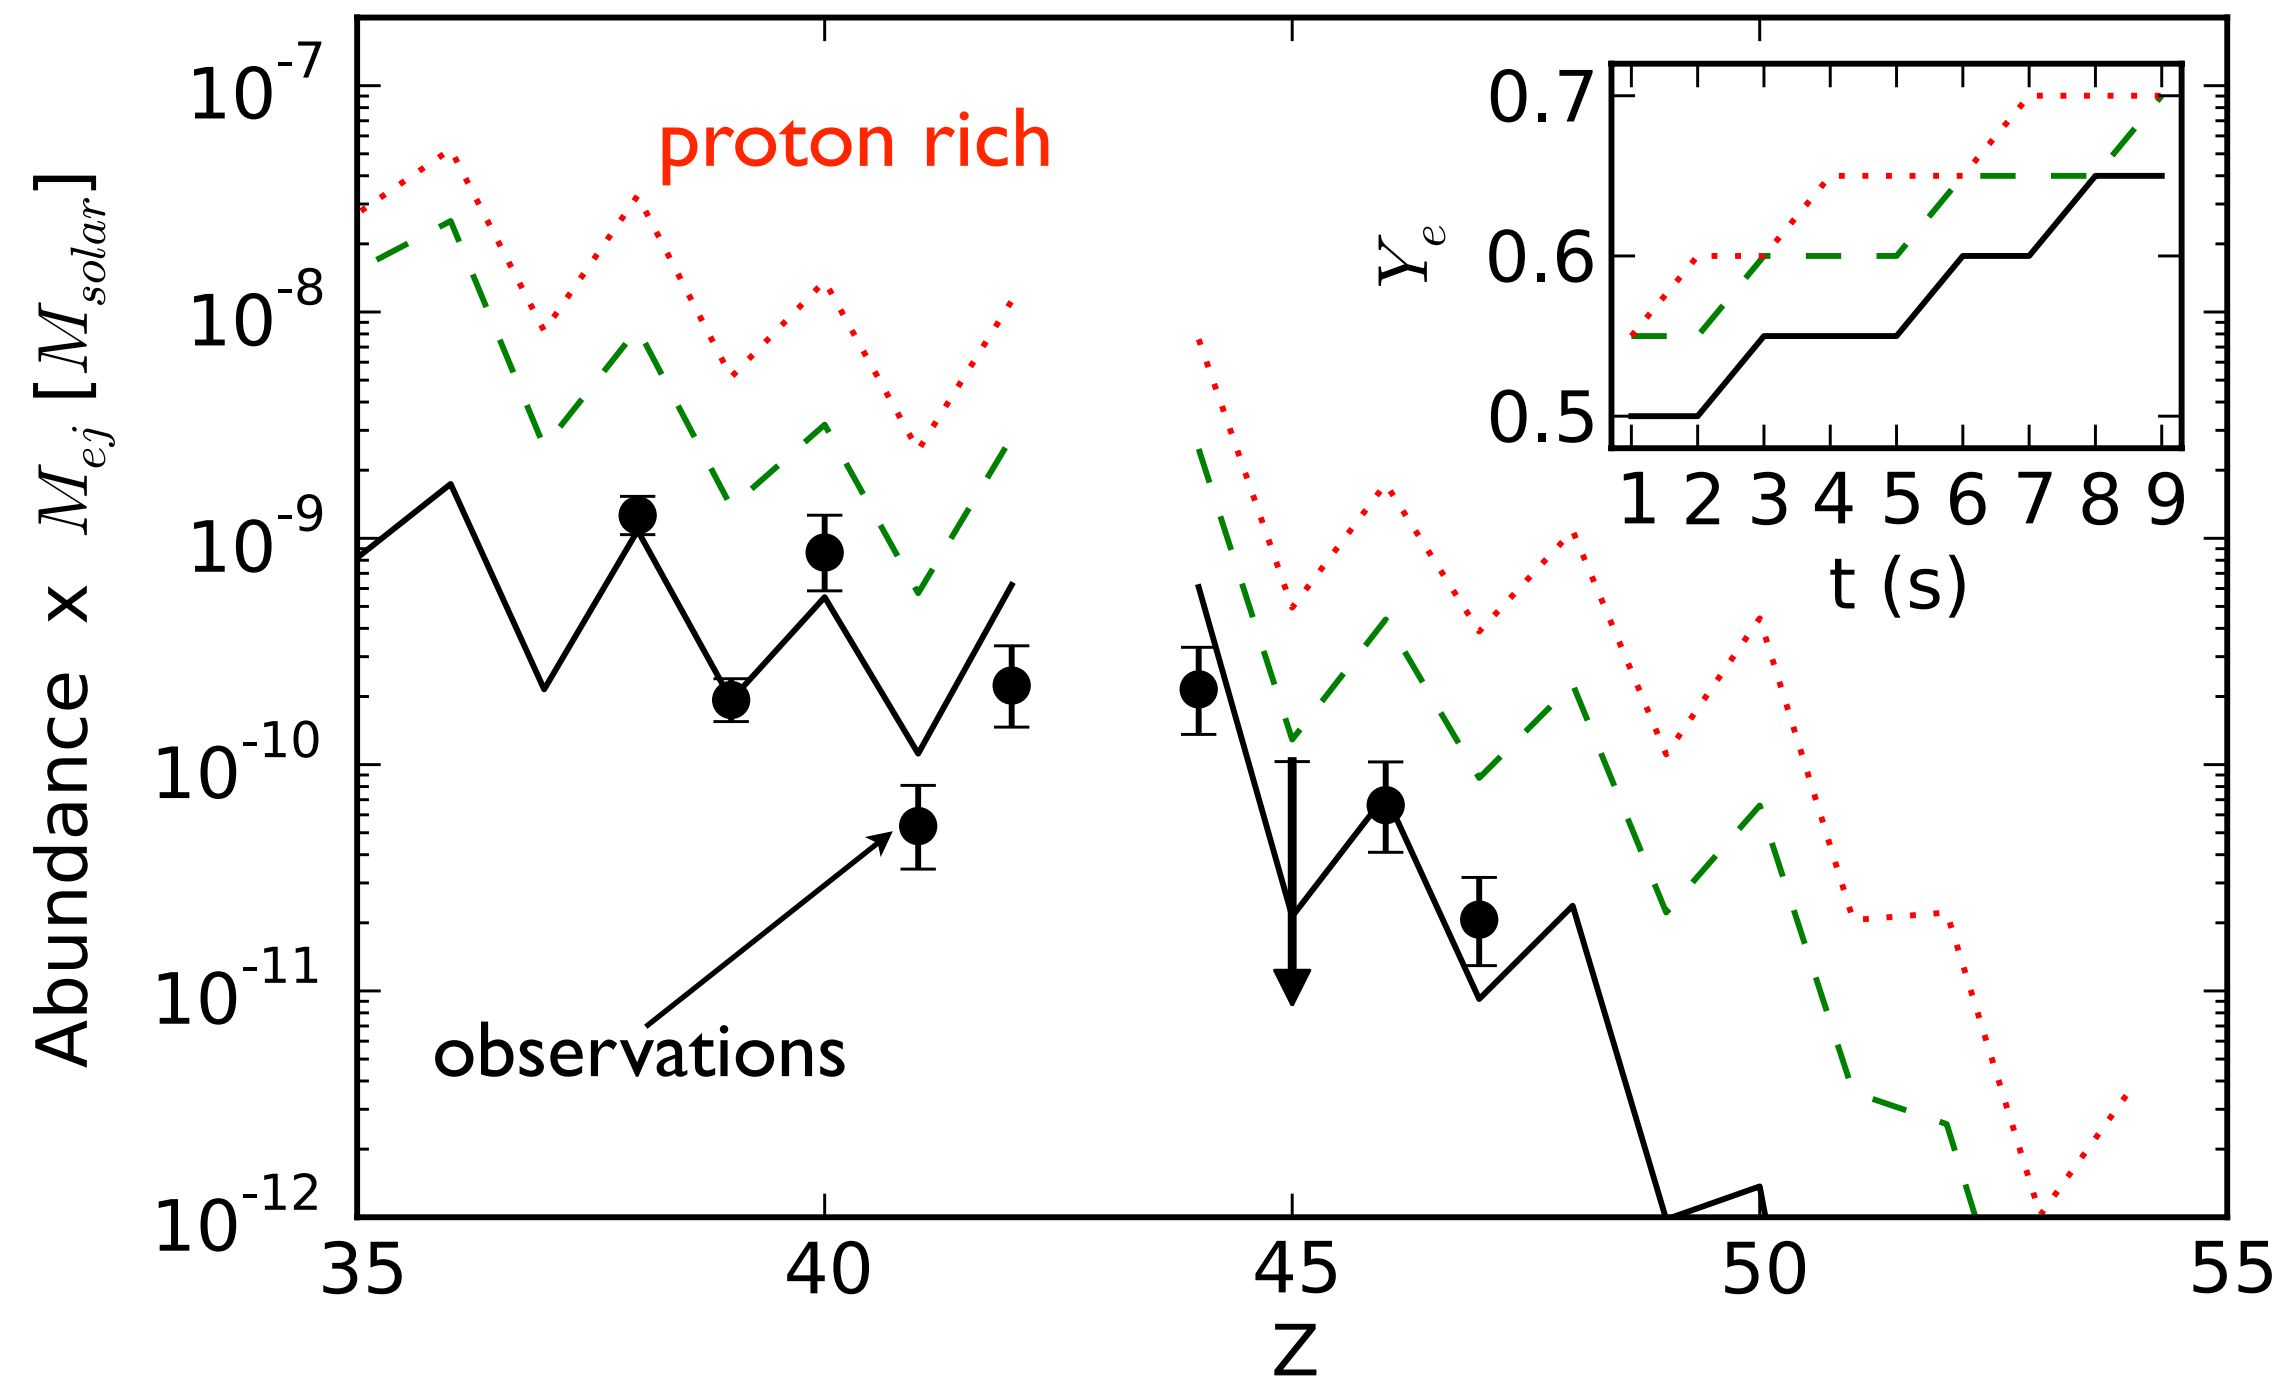 Abundance x M_ej [M_solar]
10^-7
10^-8
10^-9
10^-10
10^-11
10^-12
proton rich
observations
35 40 45 50 55
Z
Y_e
0.7
0.6
0.5
1 2 3 4 5 6 7 8 9
t (s)